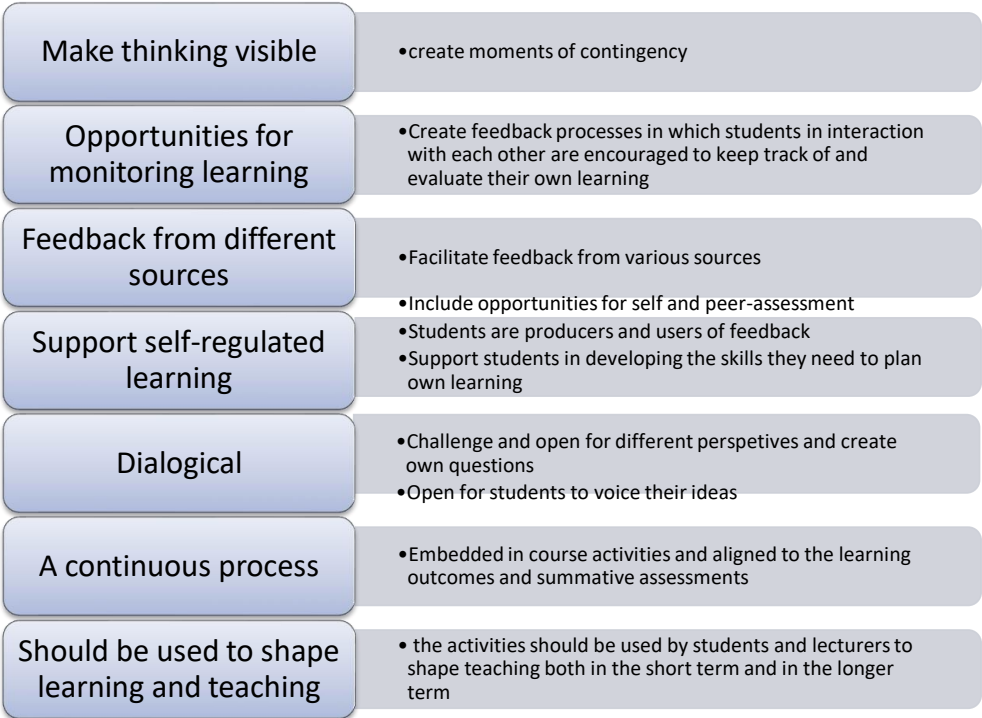 Make thinking visible
•create moments of contingency
Opportunities for
monitoring learning
•Create feedback processes in which students in interaction
with each other are encouraged to keep track of and
evaluate their own learning
Feedback from different
sources
•Facilitate feedback from various sources
•Include opportunities for self and peer-assessment
Support self-regulated
learning
•Students are producers and users of feedback
•Support students in developing the skills they need to plan
own learning
Dialogical
•Challenge and open for different perspetives and create
own questions
•Open for students to voice their ideas
A continuous process
•Embedded in course activities and aligned to the learning
outcomes and summative assessments
Should be used to shape
learning and teaching
• the activities should be used by students and lecturers to
shape teaching both in the short term and in the longer
term